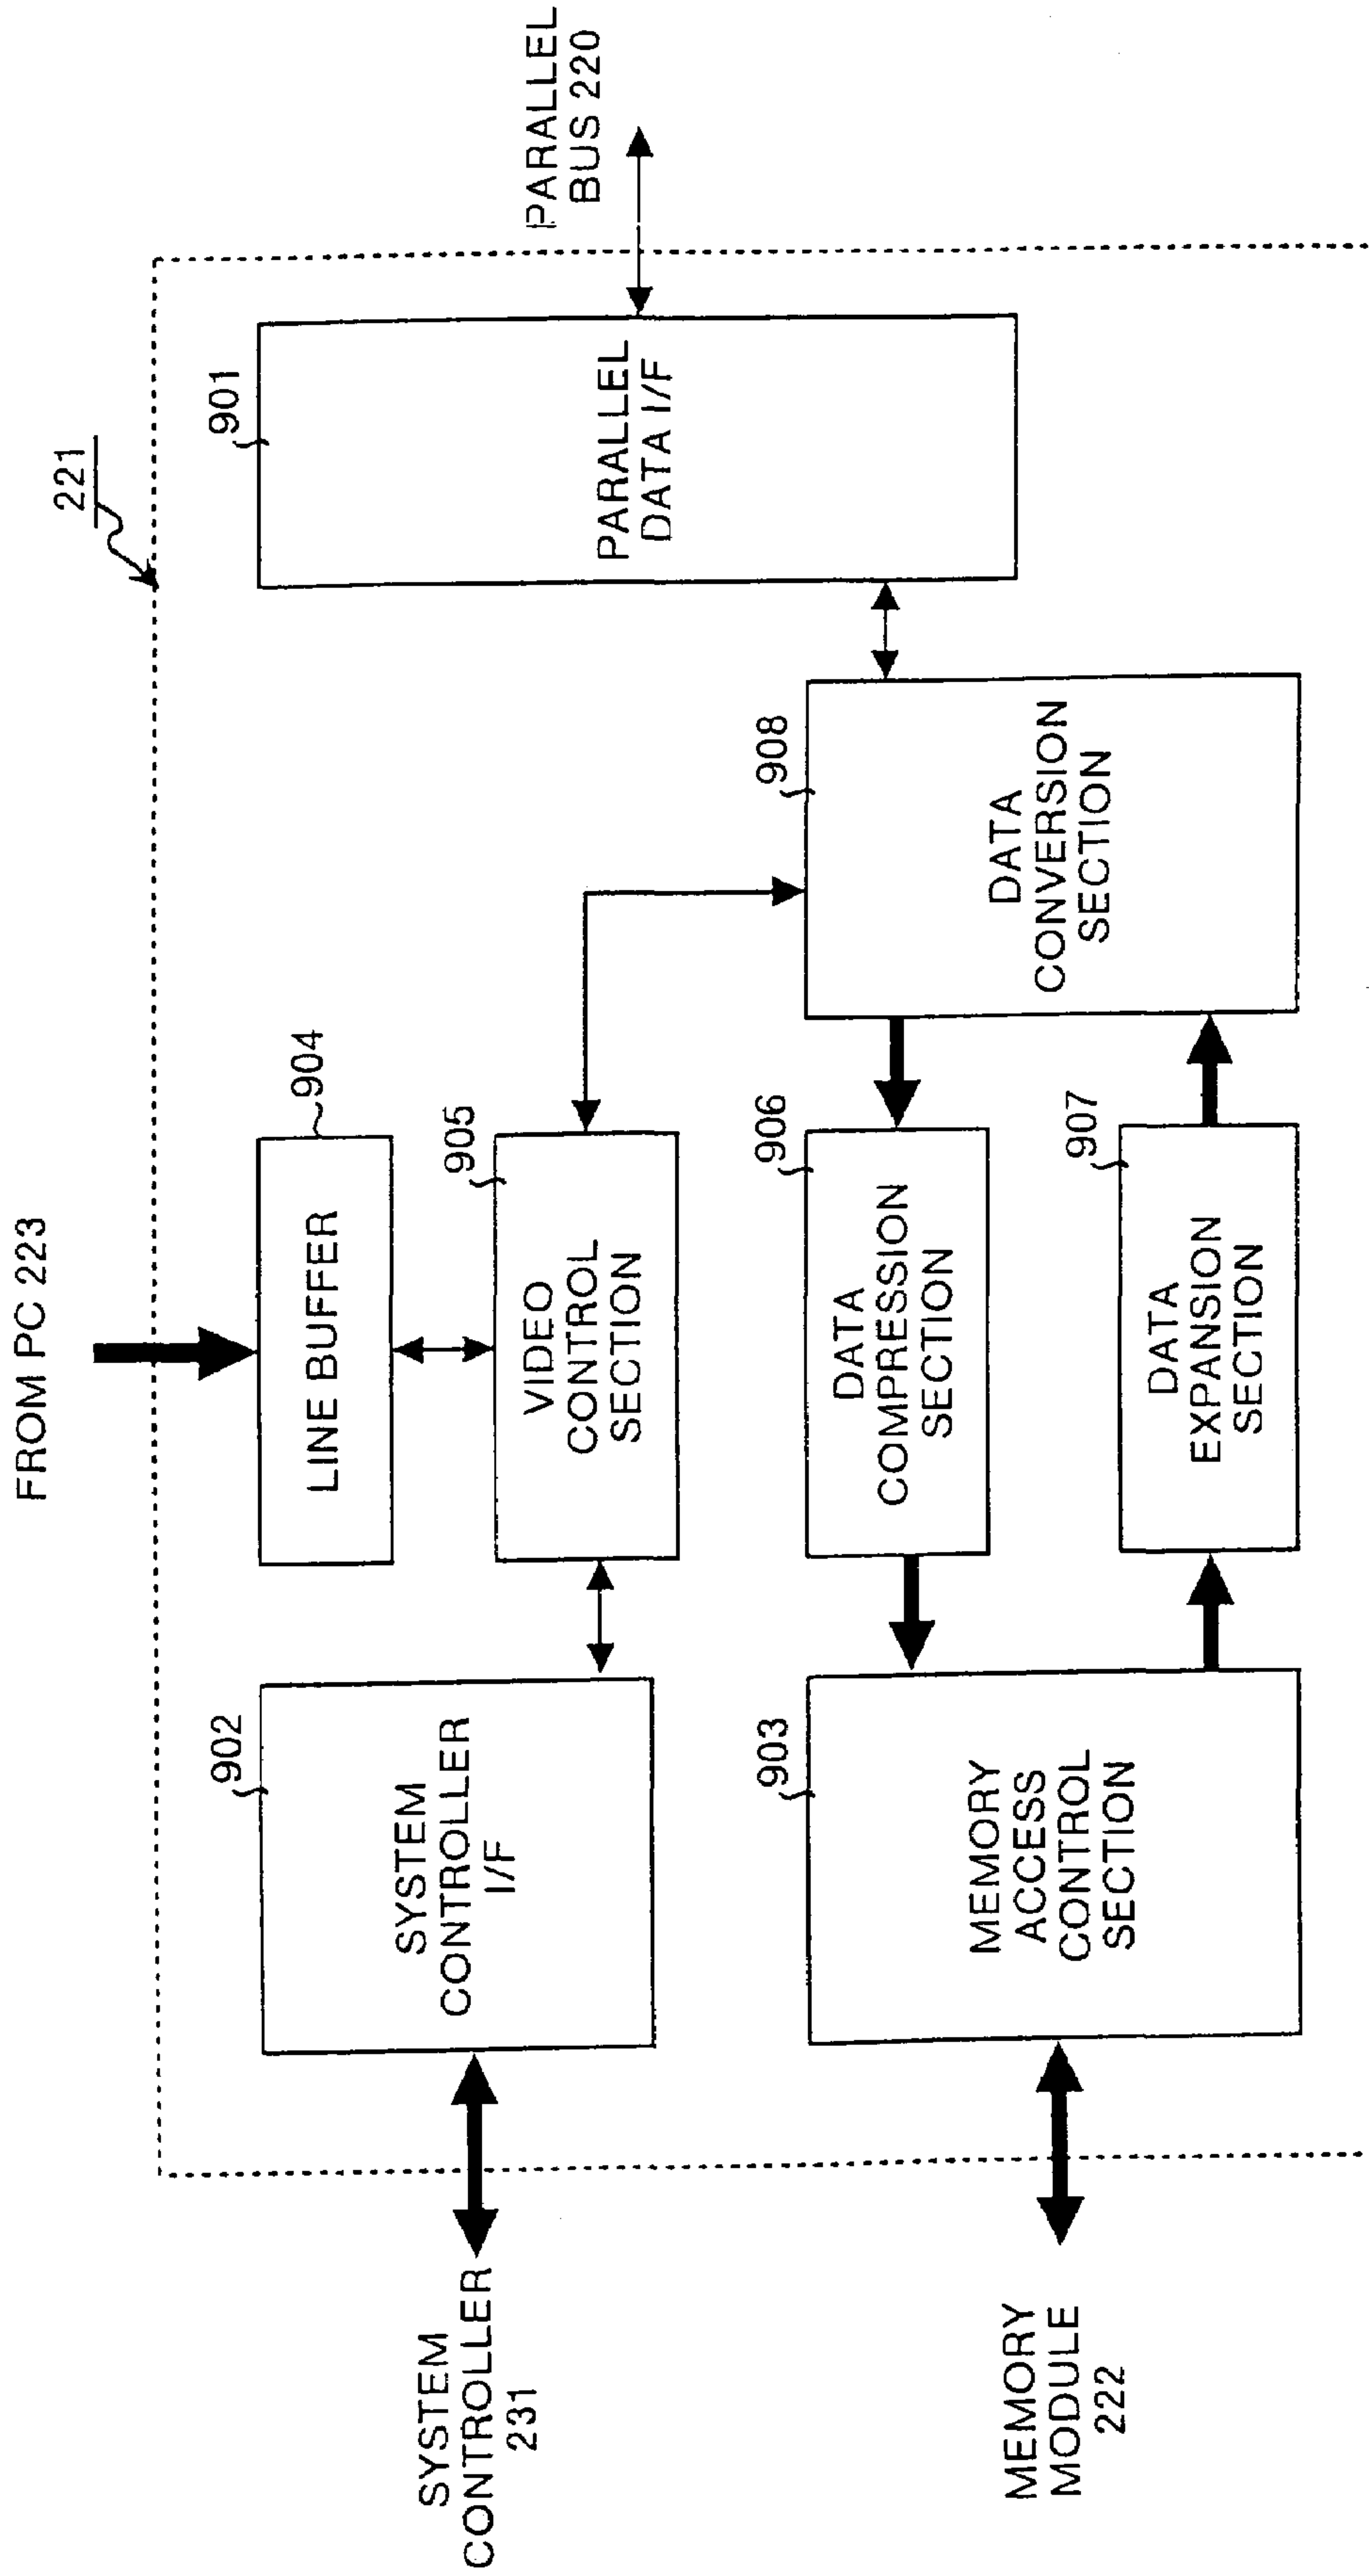 FROM PC 223
221
904
LINE BUFFER
902
SYSTEM
CONTROLLER
I/F
905
VIDEO
CONTROL
SECTION
901
PARALLEL
DATA I/F
PARALLEL
BUS 220
SYSTEM
CONTROLLER
231
903
MEMORY
ACCESS
CONTROL
SECTION
906
DATA
COMPRESSION
SECTION
907
DATA
EXPANSION
SECTION
908
DATA
CONVERSION
SECTION
MEMORY
MODULE
222